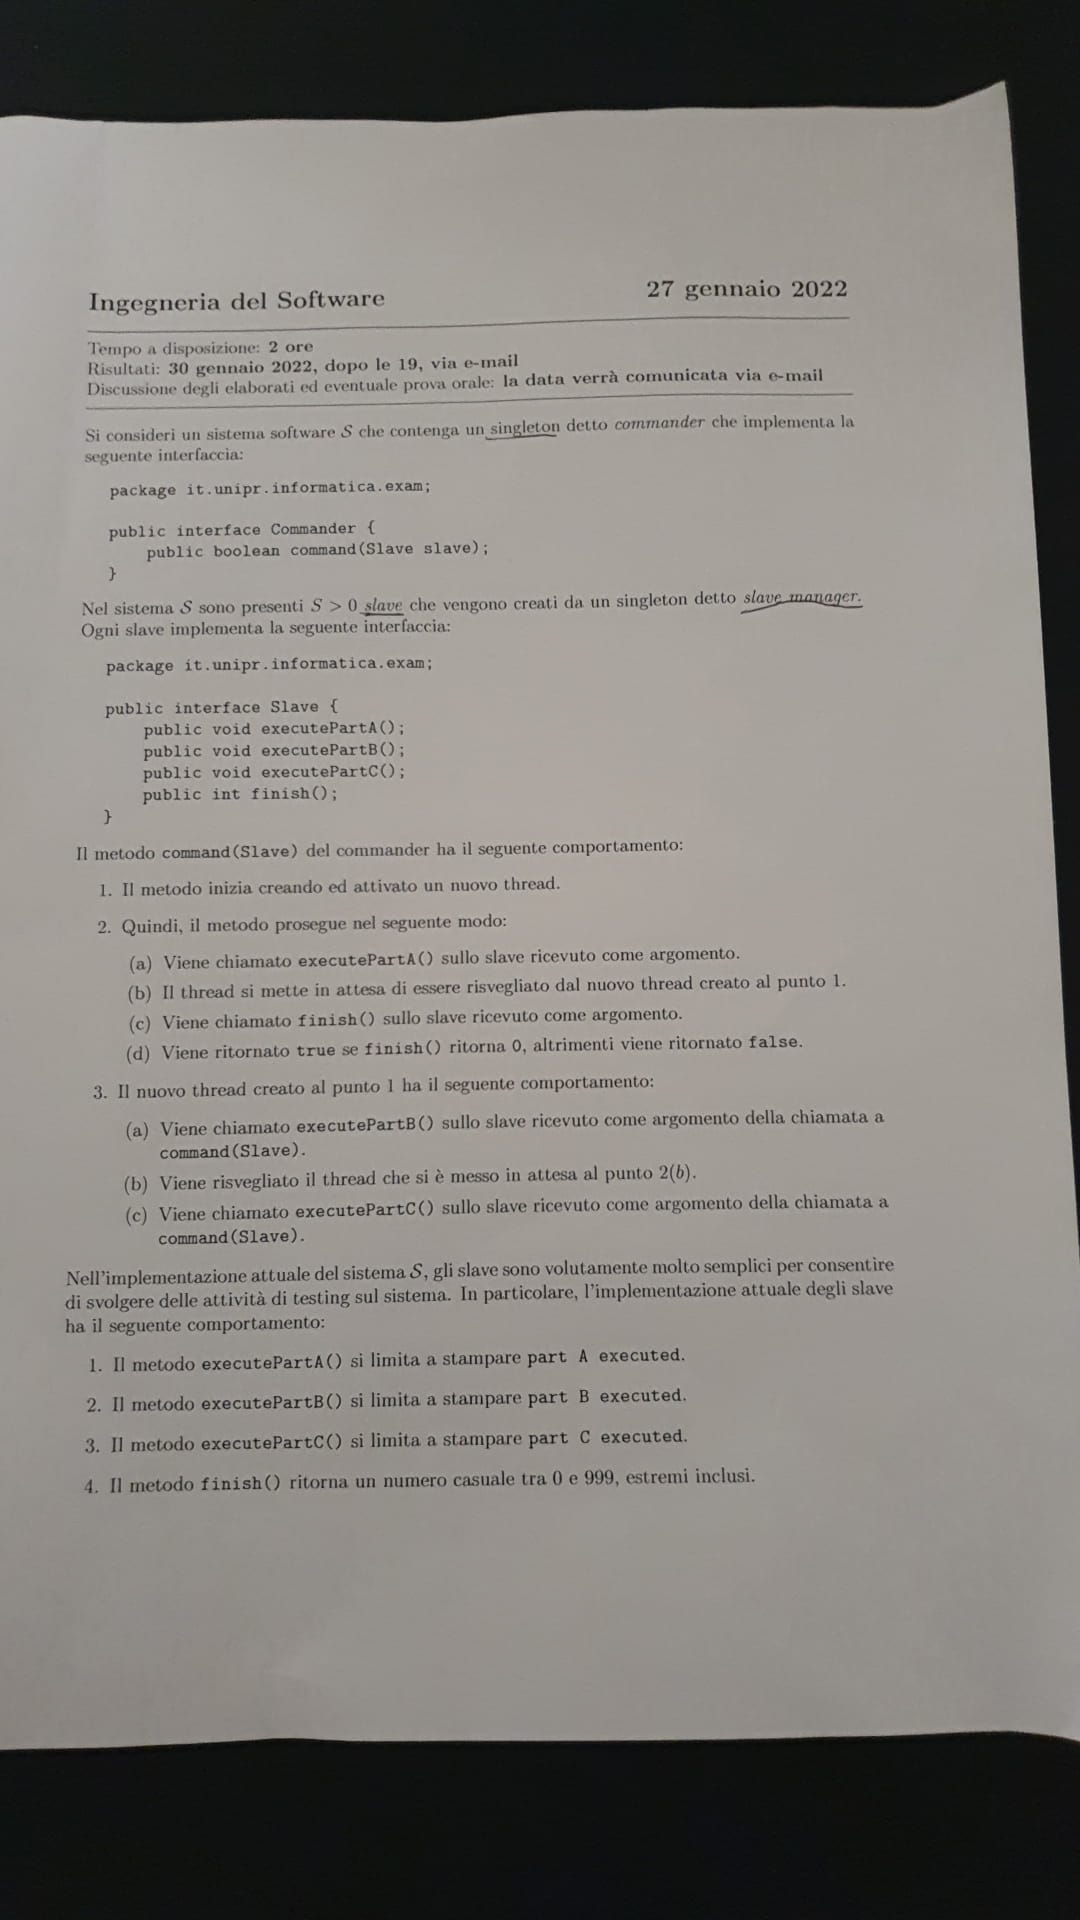 Ingegneria del Software 27 gennaio 2022
Tempo a disposizione: 2 ore
Risultati: 30 gennaio 2022, dopo le 19, via e-mail
Discussione degli elaborati ed eventuale prova orale: la data verrà comunicata via e-mail
Si consideri un sistema software S che contenga un singleton detto commander che implementa la
seguente interfaccia:
package it.unipr.informatica.exam;
public interface Commander {
public boolean command(Slave slave);
}
Nel sistema S sono presenti S > 0 slave che vengono creati da un singleton detto slave manager.
Ogni slave implementa la seguente interfaccia:
package it.unipr.informatica.exam;
public interface Slave {
public void executePartA();
public void executePartB();
public void executePartC();
public int finish();
}
Il metodo command(Slave) del commander ha il seguente comportamento:
1. Il metodo inizia creando ed attivato un nuovo thread.
2. Quindi, il metodo prosegue nel seguente modo:
(a) Viene chiamato executePartA() sullo slave ricevuto come argomento.
(b) Il thread si mette in attesa di essere risvegliato dal nuovo thread creato al punto 1.
(c) Viene chiamato finish() sullo slave ricevuto come argomento.
(d) Viene ritornato true se finish() ritorna 0, altrimenti viene ritornato false.
3. Il nuovo thread creato al punto 1 ha il seguente comportamento:
(a) Viene chiamato executePartB() sullo slave ricevuto come argomento della chiamata a
command(Slave).
(b) Viene risvegliato il thread che si è messo in attesa al punto 2(b).
(c) Viene chiamato executePartC() sullo slave ricevuto come argomento della chiamata a
command(Slave).
Nell'implementazione attuale del sistema S, gli slave sono volutamente molto semplici per consentire
di svolgere delle attività di testing sul sistema. In particolare, l'implementazione attuale degli slave
ha il seguente comportamento:
1. Il metodo executePartA() si limita a stampare part A executed.
2. Il metodo executePartB() si limita a stampare part B executed.
3. Il metodo executePartC() si limita a stampare part C executed.
4. Il metodo finish() ritorna un numero casuale tra 0 e 999, estremi inclusi.